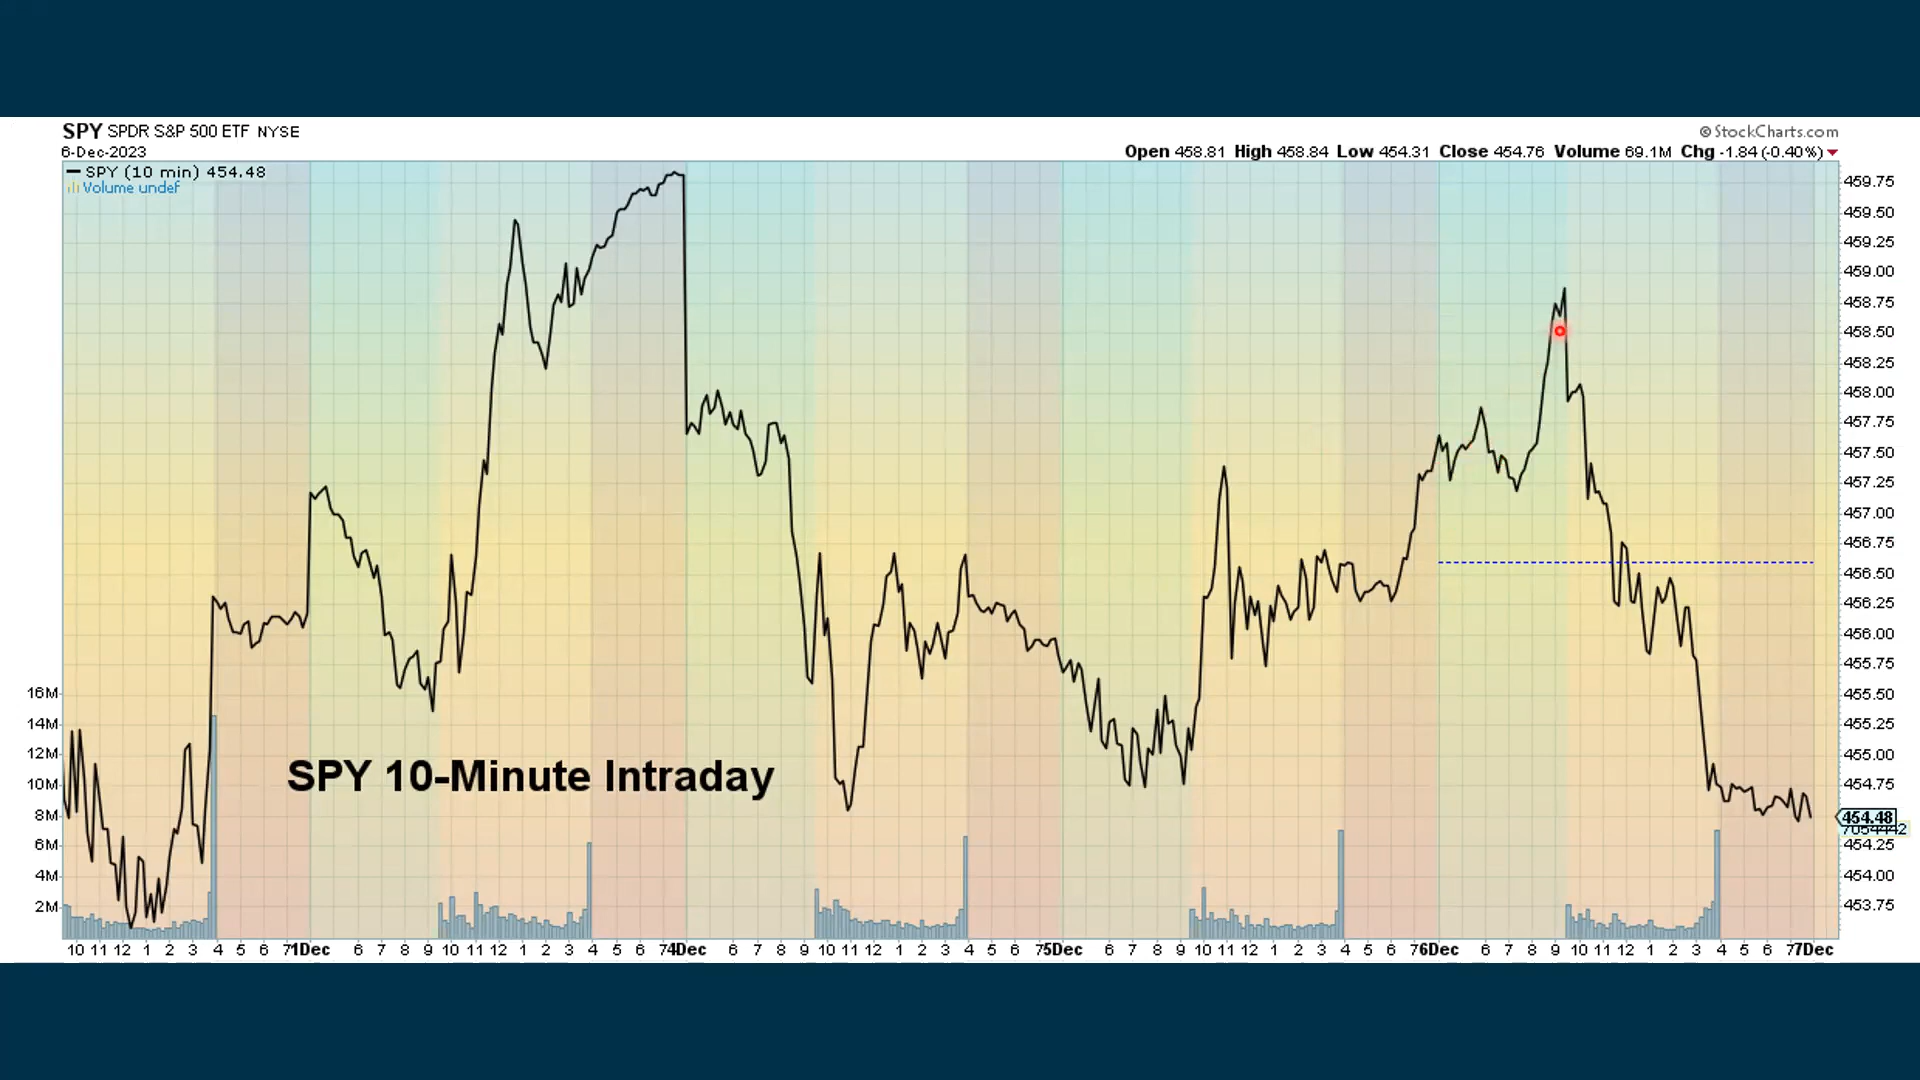 SPY SPDR S&P 500 ETF NYSE
© StockCharts.com
6-Dec-2023
Open 458.81 High 458.84 Low 454.31 Close 454.76 Volume 69.1M Chg -1.84 (-0.40%)
SPY (10 min) 454.48
Volume undef
459.75
459.50
459.25
459.00
458.75
458.50
458.25
458.00
457.75
457.50
457.25
457.00
456.75
456.50
456.25
456.00
455.75
455.50
455.25
455.00
454.75
454.48
7054442
454.25
454.00
453.75
16M
14M
12M
10M
8M
6M
4M
2M
SPY 10-Minute Intraday
10 11 12 1 2 3 4 5 6 7 1Dec 5 6 7 8 9 10 11 12 1 2 3 4 5 6 7 4Dec 6 7 8 9 10 11 12 1 2 3 4 5 6 7 5Dec 6 7 8 9 10 11 12 1 2 3 4 5 6 7 6Dec 6 7 8 9 10 11 12 1 2 3 4 5 6 7 7Dec